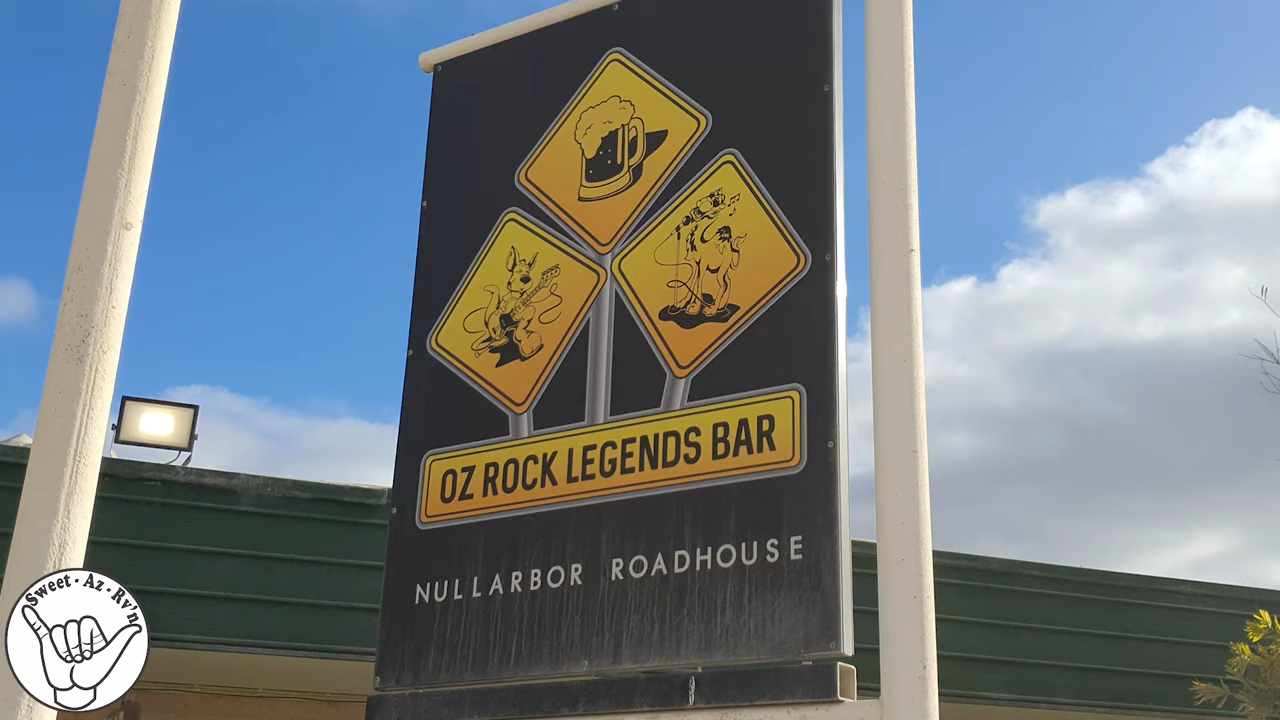 OZ ROCK LEGENDS BAR
NULLARBOR ROADHOUSE
Sweet · Az · Rv'n